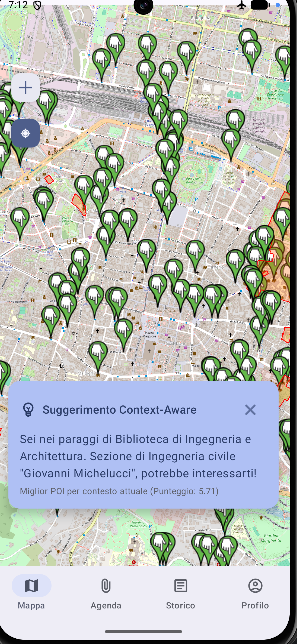 7:12
Suggerimento Context-Aware
Sei nei paraggi di Biblioteca di Ingegneria e
Architettura. Sezione di Ingegneria civile
"Giovanni Michelucci", potrebbe interessarti!
Miglior POI per contesto attuale (Punteggio: 5.71)
Mappa
Agenda
Storico
Profilo